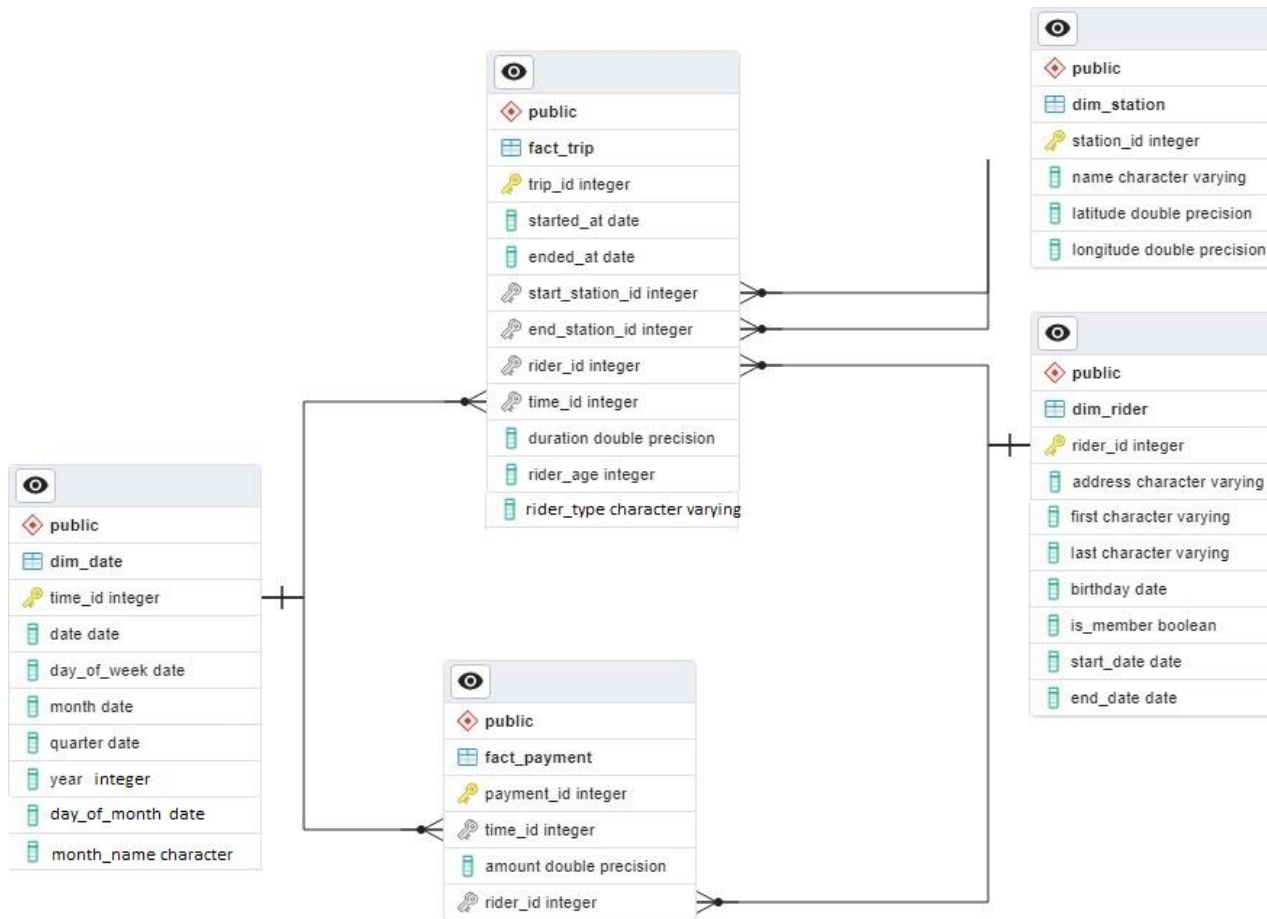 public
fact_trip
trip_id integer
started_at date
ended_at date
start_station_id integer
end_station_id integer
rider_id integer
time_id integer
duration double precision
rider_age integer
rider_type character varying
public
dim_station
station_id integer
name character varying
latitude double precision
longitude double precision
public
dim_rider
rider_id integer
address character varying
first character varying
last character varying
birthday date
is_member boolean
start_date date
end_date date
public
dim_date
time_id integer
date date
day_of_week date
month date
quarter date
year integer
day_of_month date
month_name character
public
fact_payment
payment_id integer
time_id integer
amount double precision
rider_id integer